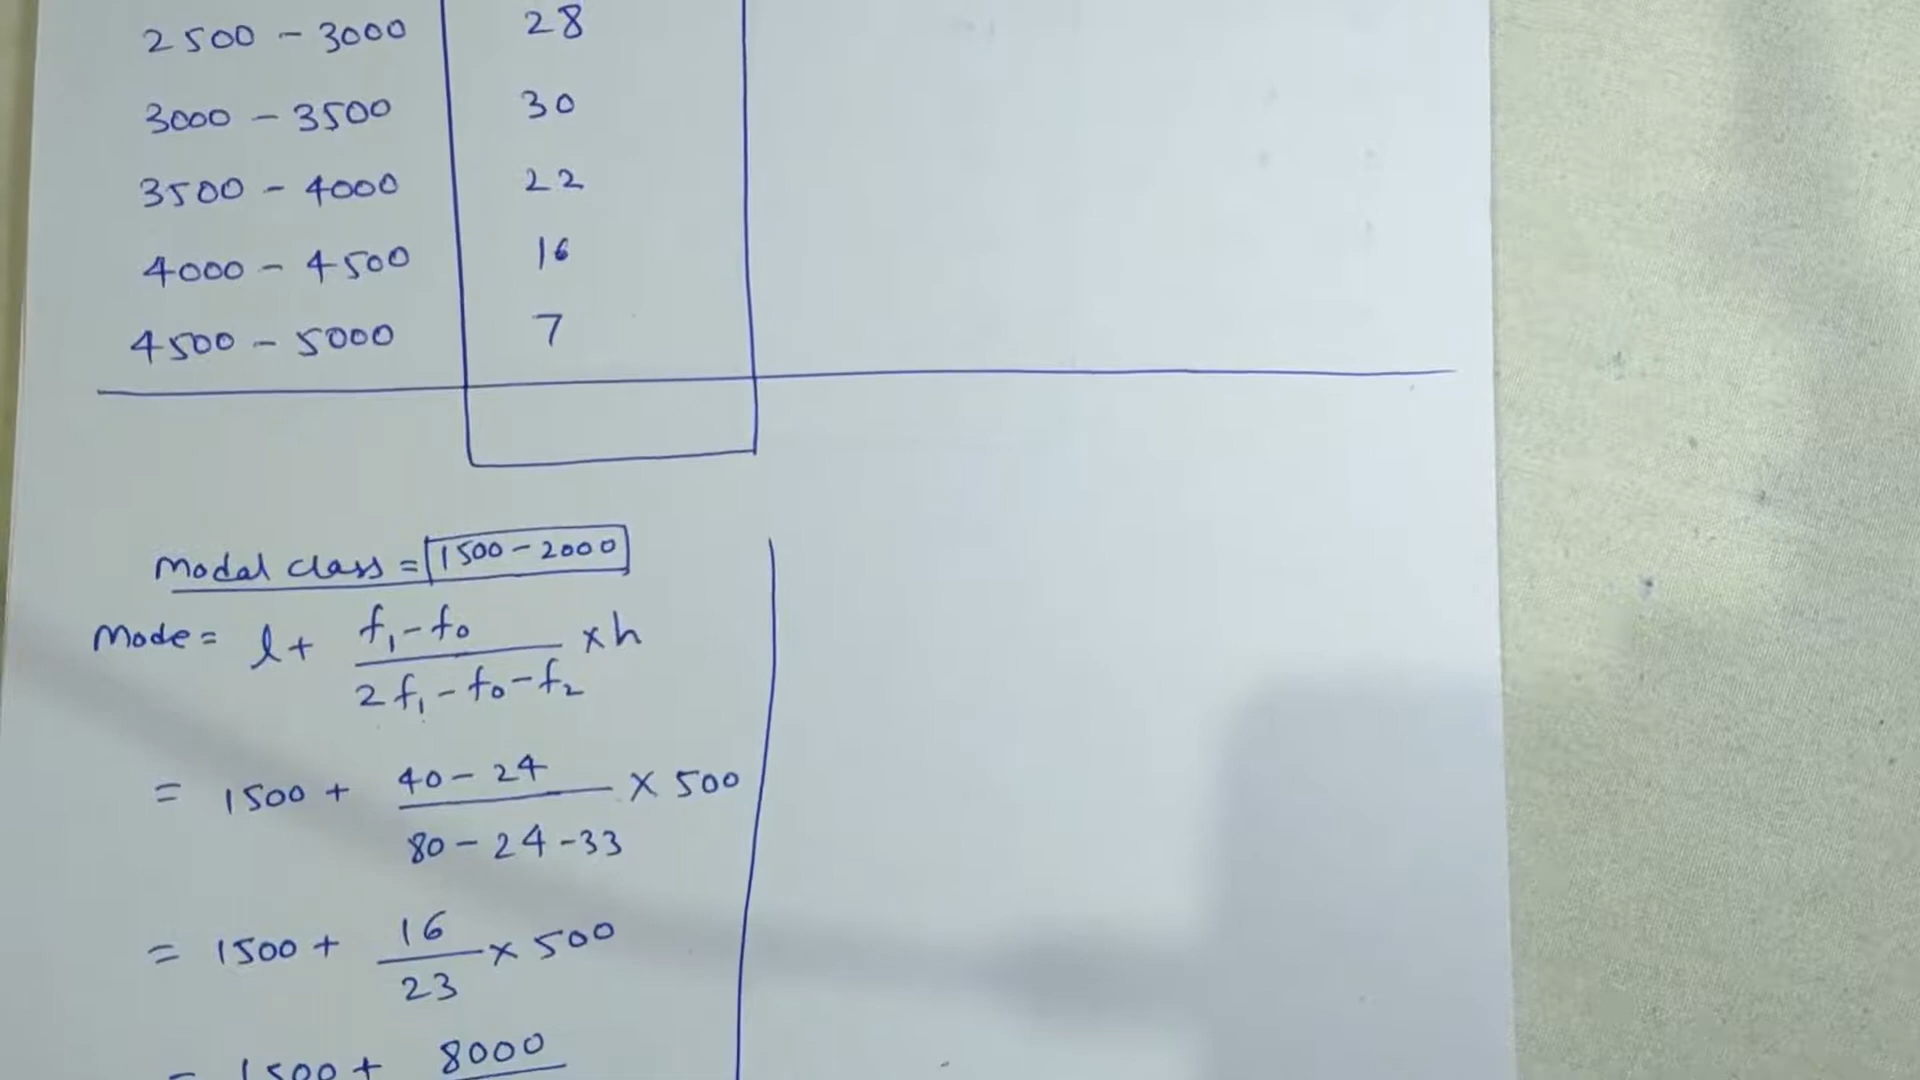 2500 - 3000 28
3000 - 3500 30
3500 - 4000 22
4000 - 4500 16
4500 - 5000 7
Modal class = 1500 - 2000
Mode = l + f₁ - f₀ / 2f₁ - f₀ - f₂ × h
= 1500 + 40 - 24 / 80 - 24 - 33 × 500
= 1500 + 16 / 23 × 500
= 1500 + 8000